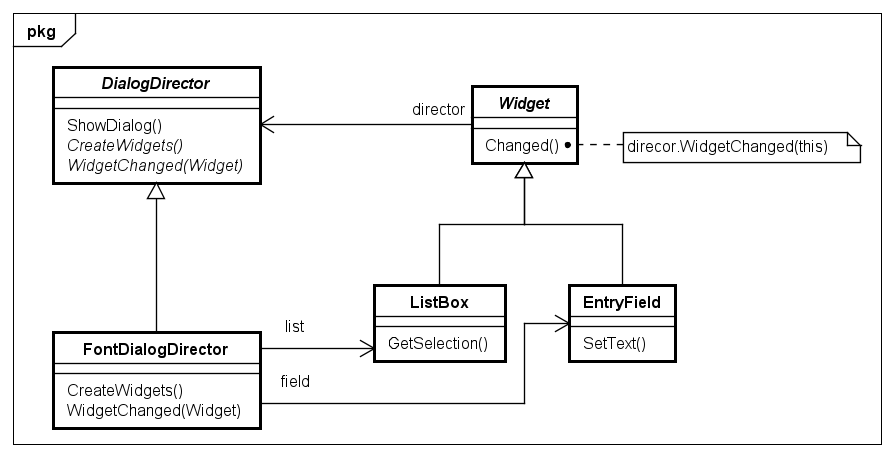 pkg
DialogDirector
ShowDialog()
CreateWidgets()
WidgetChanged(Widget)
director
Widget
Changed()
direcor.WidgetChanged(this)
FontDialogDirector
CreateWidgets()
WidgetChanged(Widget)
list
field
ListBox
GetSelection()
EntryField
SetText()